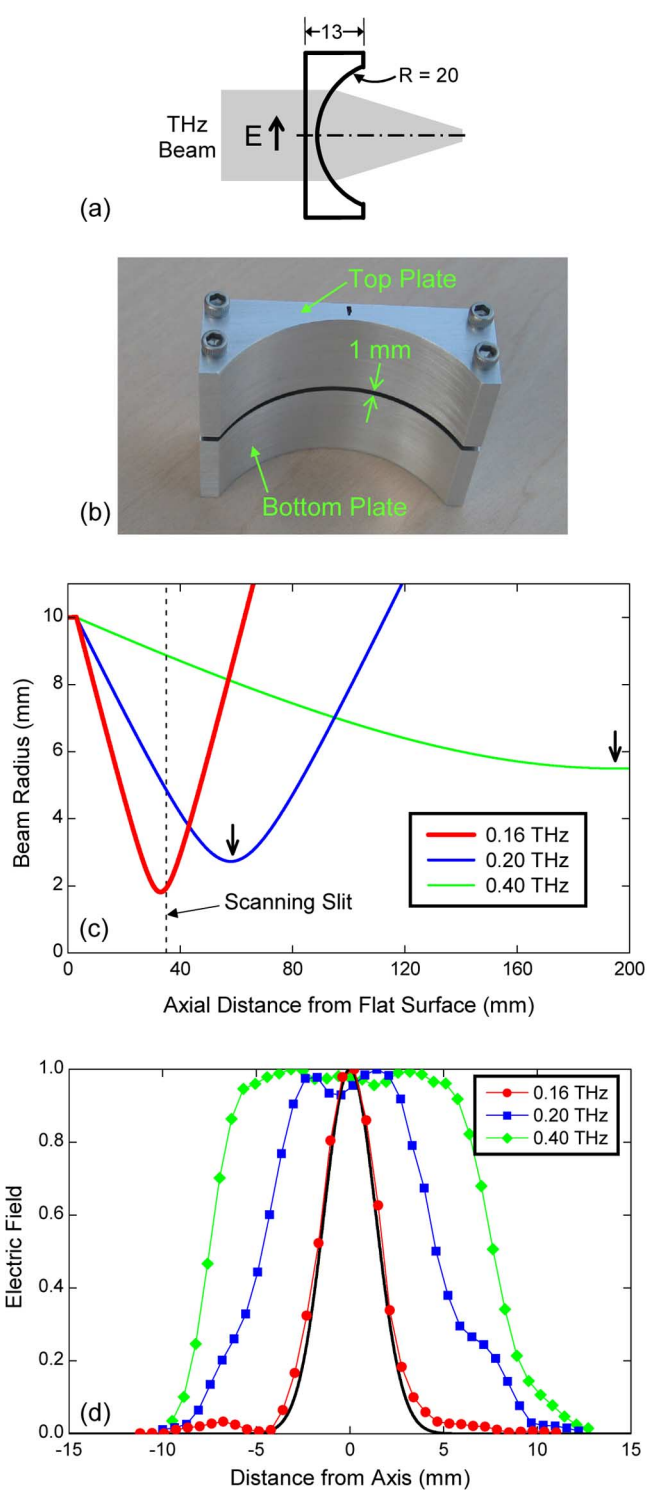 13
R = 20
THz
Beam
E
(a)
Top Plate
1 mm
Bottom Plate
(b)
10
8
6
4
2
0
Beam Radius (mm)
0.16 THz
0.20 THz
0.40 THz
Scanning Slit
(c)
0 40 80 120 160 200
Axial Distance from Flat Surface (mm)
1.0
0.8
0.6
0.4
0.2
0.0
Electric Field
0.16 THz
0.20 THz
0.40 THz
(d)
-15 -10 -5 0 5 10 15
Distance from Axis (mm)